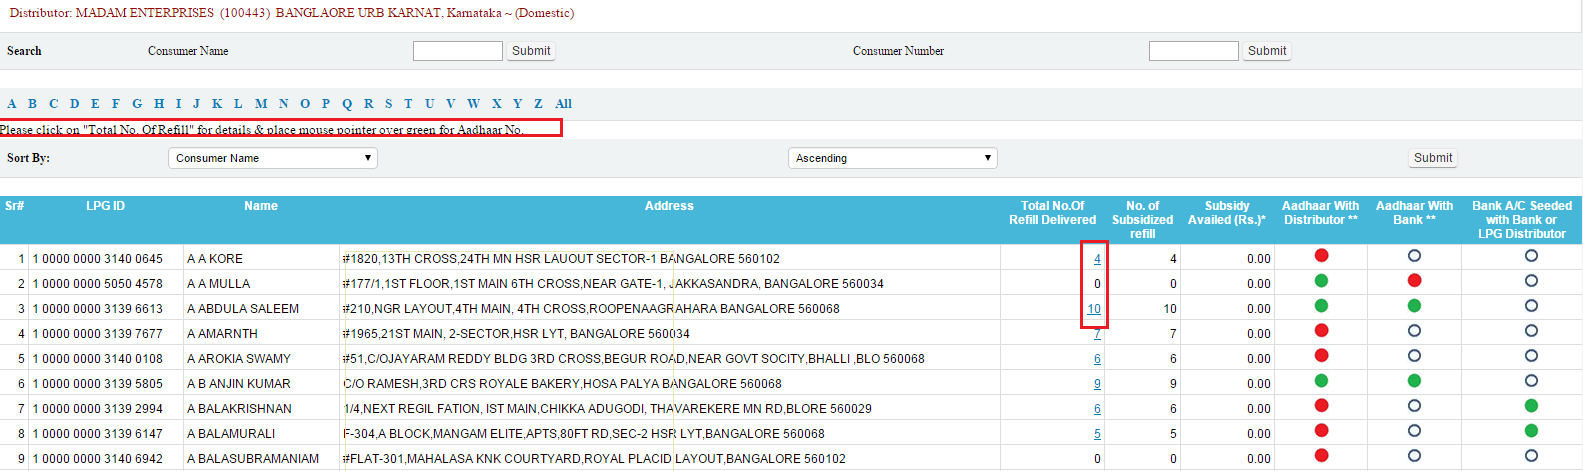 Distributor: MADAM ENTERPRISES (100443) BANGLAORE URB KARNAT, Karnataka ~ (Domestic)
Search Consumer Name Submit Consumer Number Submit
A B C D E F G H I J K L M N O P Q R S T U V W X Y Z All
Please click on "Total No. Of Refill" for details & place mouse pointer over green for Aadhaar No.
Sort By: Consumer Name Ascending Submit
Sr# LPG ID Name Address Total No.Of Refill Delivered No. of Subsidized refill Subsidy Availed (Rs.)* Aadhaar With Distributor ** Aadhaar With Bank ** Bank A/C Seeded with Bank or LPG Distributor
1 1 0000 0000 3140 0645 A A KORE #1820,13TH CROSS,24TH MN HSR LAUOUT SECTOR-1 BANGALORE 560102 4 4 0.00
2 1 0000 0000 5050 4578 A A MULLA #177/1,1ST FLOOR,1ST MAIN 6TH CROSS,NEAR GATE-1, JAKKASANDRA, BANGALORE 560034 0 0 0.00
3 1 0000 0000 3139 6613 A ABDULA SALEEM #210,NGR LAYOUT,4TH MAIN, 4TH CROSS,ROOPENAAGRAHARA BANGALORE 560068 10 10 0.00
4 1 0000 0000 3139 7677 A AMARNTH #1965,21ST MAIN, 2-SECTOR,HSR LYT, BANGALORE 560034 7 7 0.00
5 1 0000 0000 3140 0108 A AROKIA SWAMY #51,C/OJAYARAM REDDY BLDG 3RD CROSS,BEGUR ROAD,NEAR GOVT SOCITY,BHALLI ,BLO 560068 6 6 0.00
6 1 0000 0000 3139 5805 A B ANJIN KUMAR C/O RAMESH,3RD CRS ROYALE BAKERY,HOSA PALYA BANGALORE 560068 9 9 0.00
7 1 0000 0000 3139 2994 A BALAKRISHNAN 1/4,NEXT REGIL FATION, IST MAIN,CHIKKA ADUGODI, THAVAREKERE MN RD,BLORE 560029 6 6 0.00
8 1 0000 0000 3139 6147 A BALAMURALI F-304,A BLOCK,MANGAM ELITE,APTS,80FT RD,SEC-2 HSR LYT,BANGALORE 560068 5 5 0.00
9 1 0000 0000 3140 6942 A BALASUBRAMANIAM #FLAT-301,MAHALASA KNK COURTYARD,ROYAL PLACID LAYOUT,BANGALORE 560102 0 0 0.00